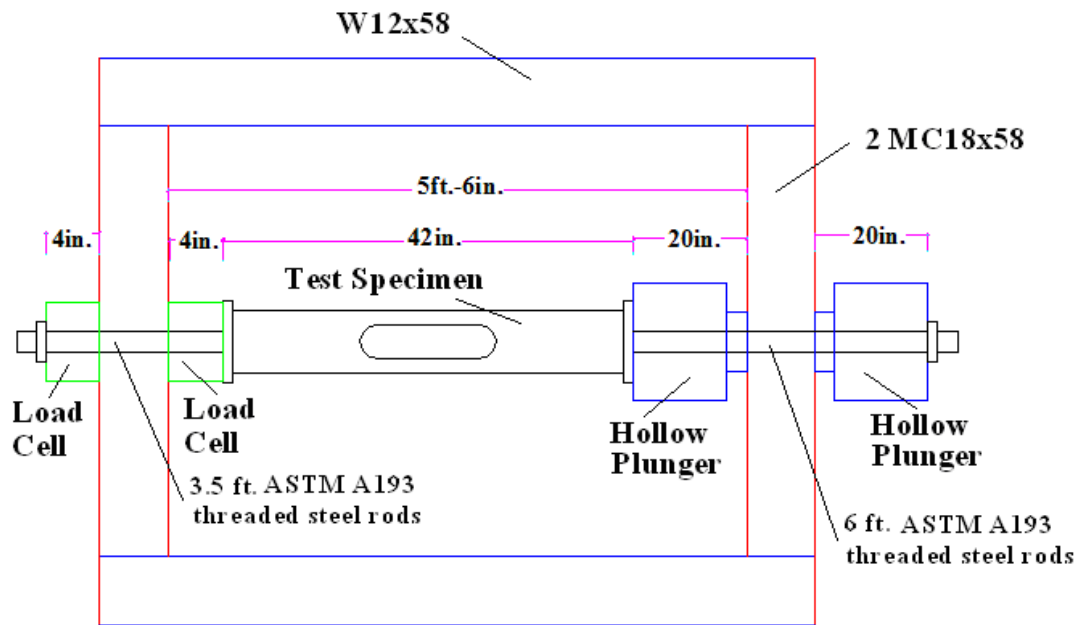 W12x58
2 MC18x58
5ft.-6in.
4in.
4in.
42in.
20in.
20in.
Test Specimen
Load
Cell
Load
Cell
Hollow
Plunger
Hollow
Plunger
3.5 ft. ASTM A193
threaded steel rods
6 ft. ASTM A193
threaded steel rods